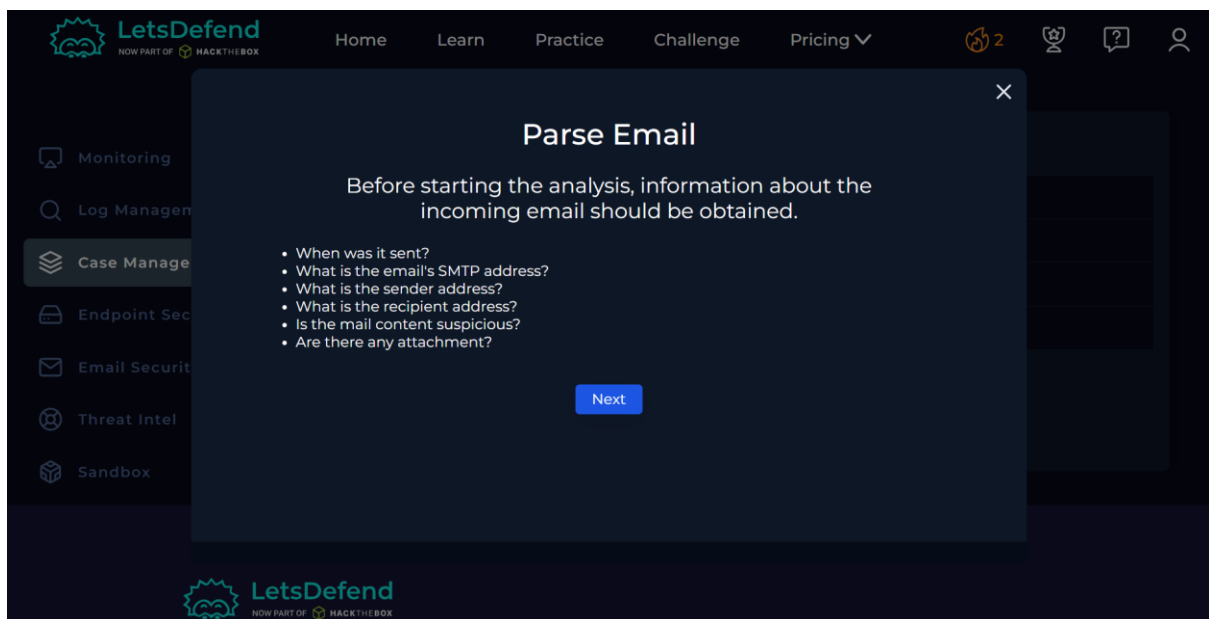 LetsDefend
NOW PART OF HACKTHEBOX
Home Learn Practice Challenge Pricing 2
Parse Email
Before starting the analysis, information about the
incoming email should be obtained.
Monitoring
Log Managem
Case Manage
Endpoint Sec
Email Securit
Threat Intel
Sandbox
• When was it sent?
• What is the email's SMTP address?
• What is the sender address?
• What is the recipient address?
• Is the mail content suspicious?
• Are there any attachment?
Next
LetsDefend
NOW PART OF HACKTHEBOX